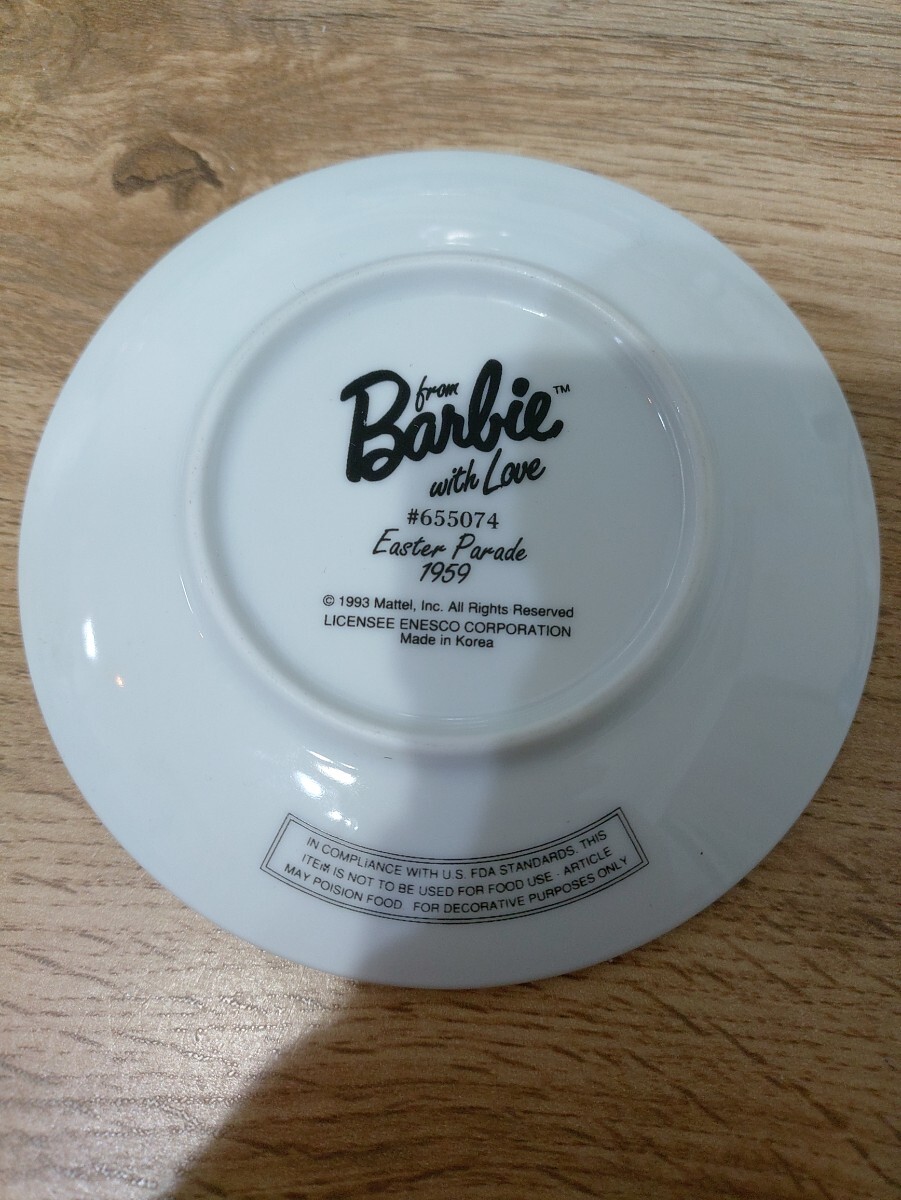 from
Barbie™
with Love
#655074
Easter Parade
1959
© 1993 Mattel, Inc. All Rights Reserved
LICENSEE ENESCO CORPORATION
Made in Korea
IN COMPLIANCE WITH U.S. FDA STANDARDS. THIS
ITEM IS NOT TO BE USED FOR FOOD USE · ARTICLE
MAY POISION FOOD. FOR DECORATIVE PURPOSES ONLY